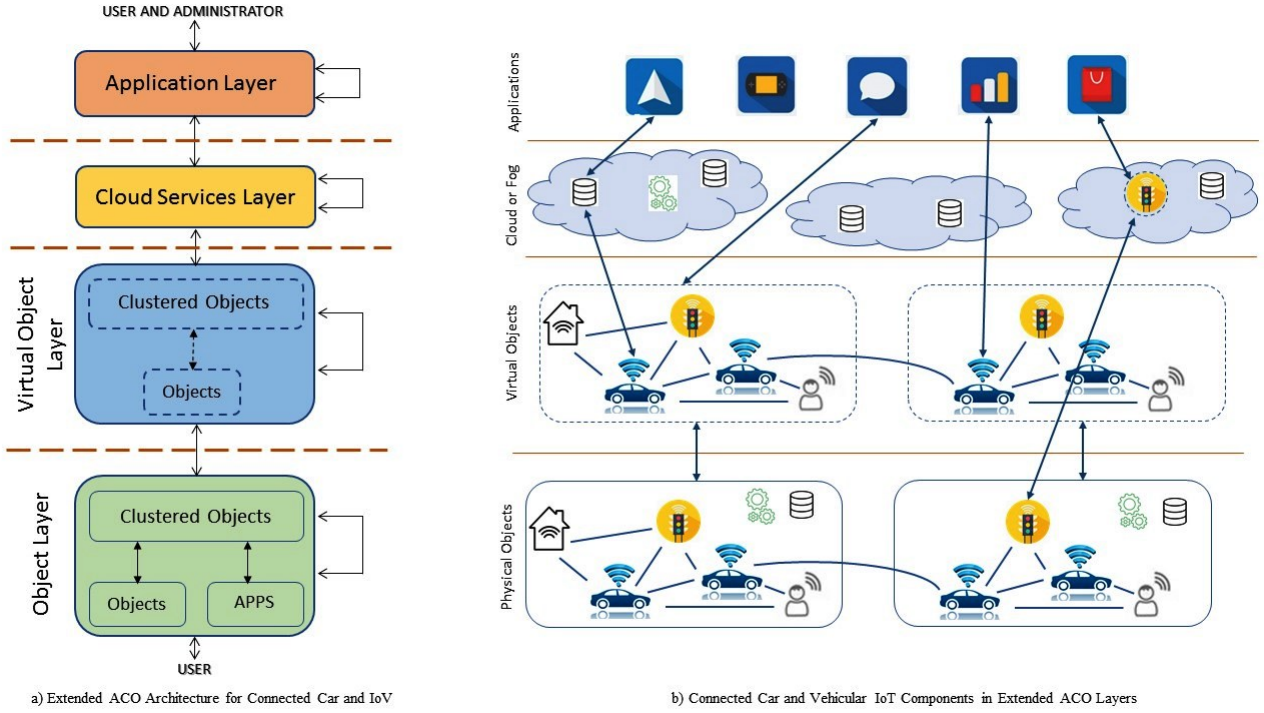 USER AND ADMINISTRATOR
Application Layer
Cloud Services Layer
Virtual Object
Layer
Clustered Objects
Objects
Object Layer
Clustered Objects
Objects
APPS
USER
a) Extended ACO Architecture for Connected Car and IoV
Applications
Cloud or Fog
Virtual Objects
Physical Objects
b) Connected Car and Vehicular IoT Components in Extended ACO Layers